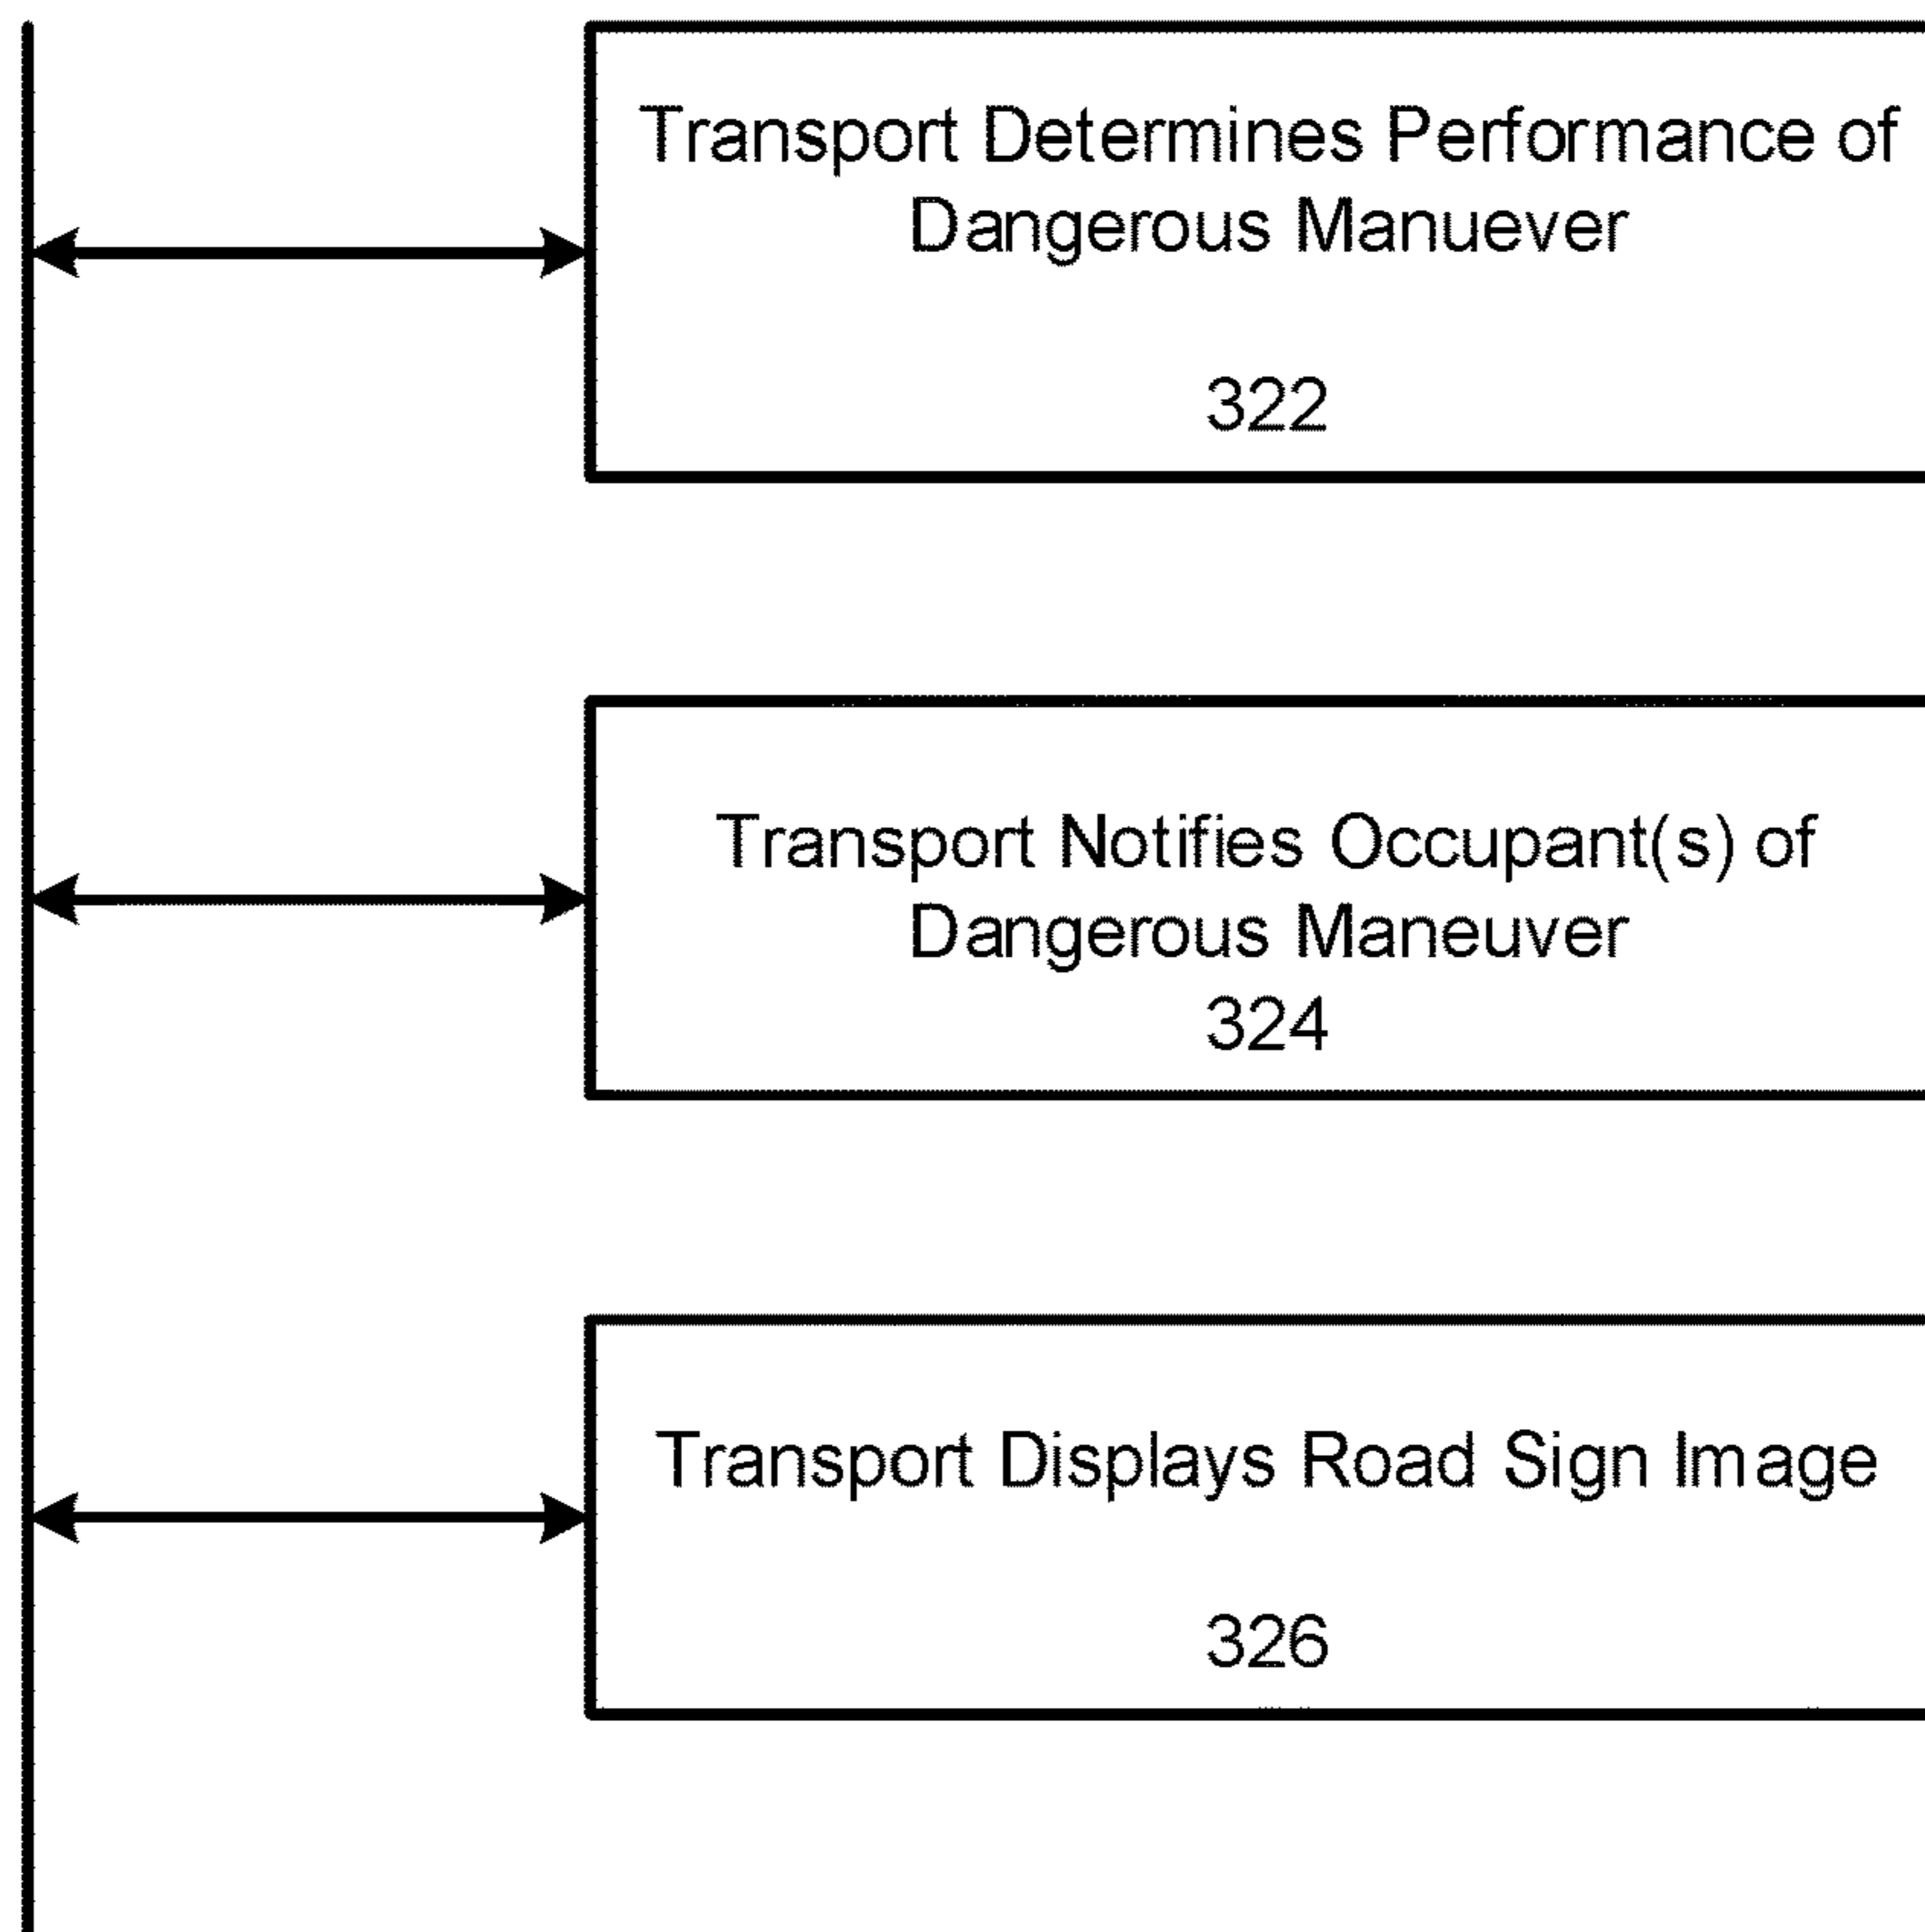 Transport Determines Performance of
Dangerous Manuever
322
Transport Notifies Occupant(s) of
Dangerous Maneuver
324
Transport Displays Road Sign Image
326